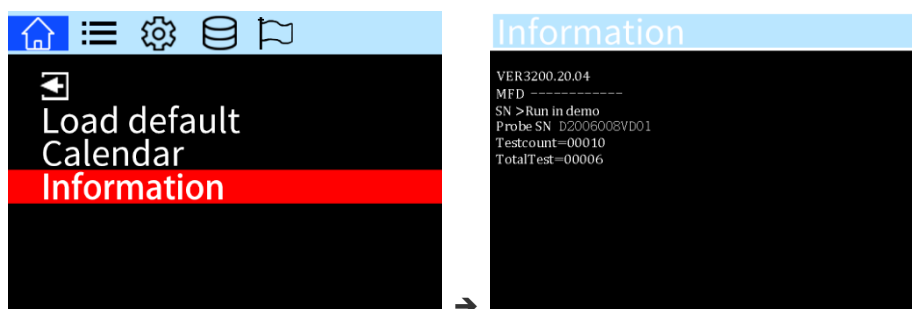 Load default
Calendar
Information
Information
VER3200.20.04
MFD ------------
SN >Run in demo
Probe SN D2006008VD01
Testcount=00010
TotalTest=00006